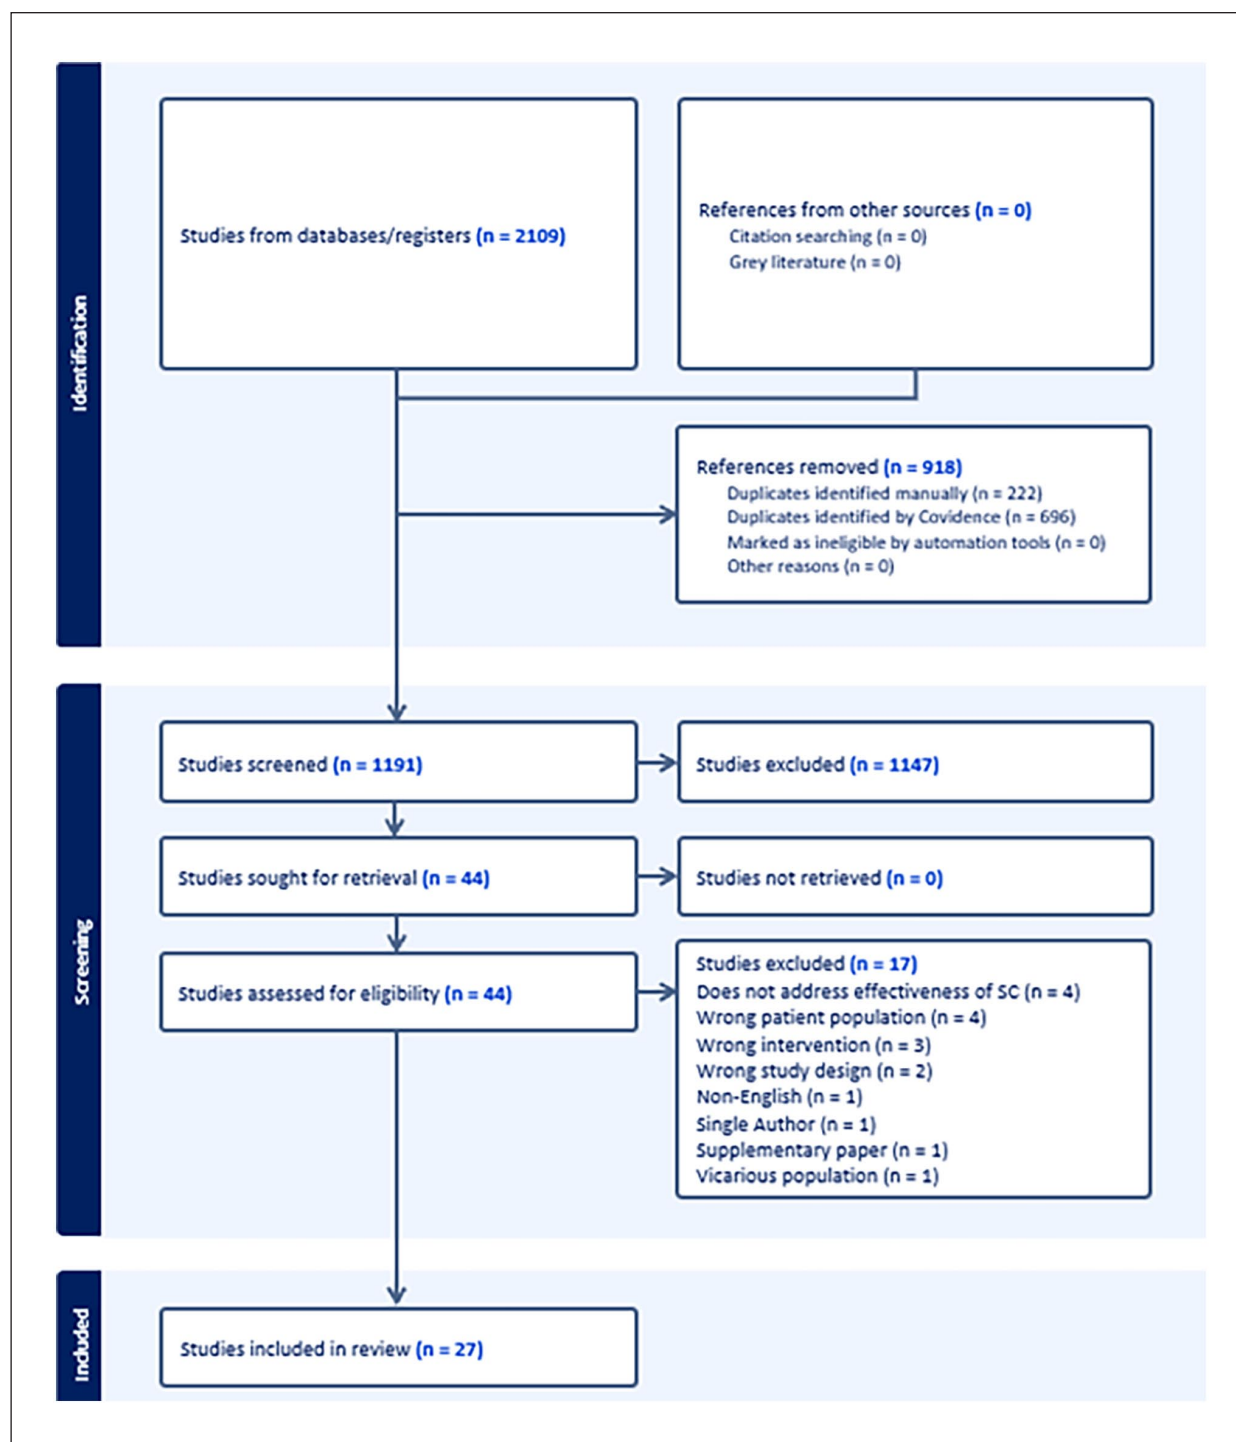 Identification
Studies from databases/registers (n = 2109)
References from other sources (n = 0)
Citation searching (n = 0)
Grey literature (n = 0)
References removed (n = 918)
Duplicates identified manually (n = 222)
Duplicates identified by Covidence (n = 696)
Marked as ineligible by automation tools (n = 0)
Other reasons (n = 0)
Screening
Studies screened (n = 1191)
Studies excluded (n = 1147)
Studies sought for retrieval (n = 44)
Studies not retrieved (n = 0)
Studies assessed for eligibility (n = 44)
Studies excluded (n = 17)
Does not address effectiveness of SC (n = 4)
Wrong patient population (n = 4)
Wrong intervention (n = 3)
Wrong study design (n = 2)
Non-English (n = 1)
Single Author (n = 1)
Supplementary paper (n = 1)
Vicarious population (n = 1)
Included
Studies included in review (n = 27)